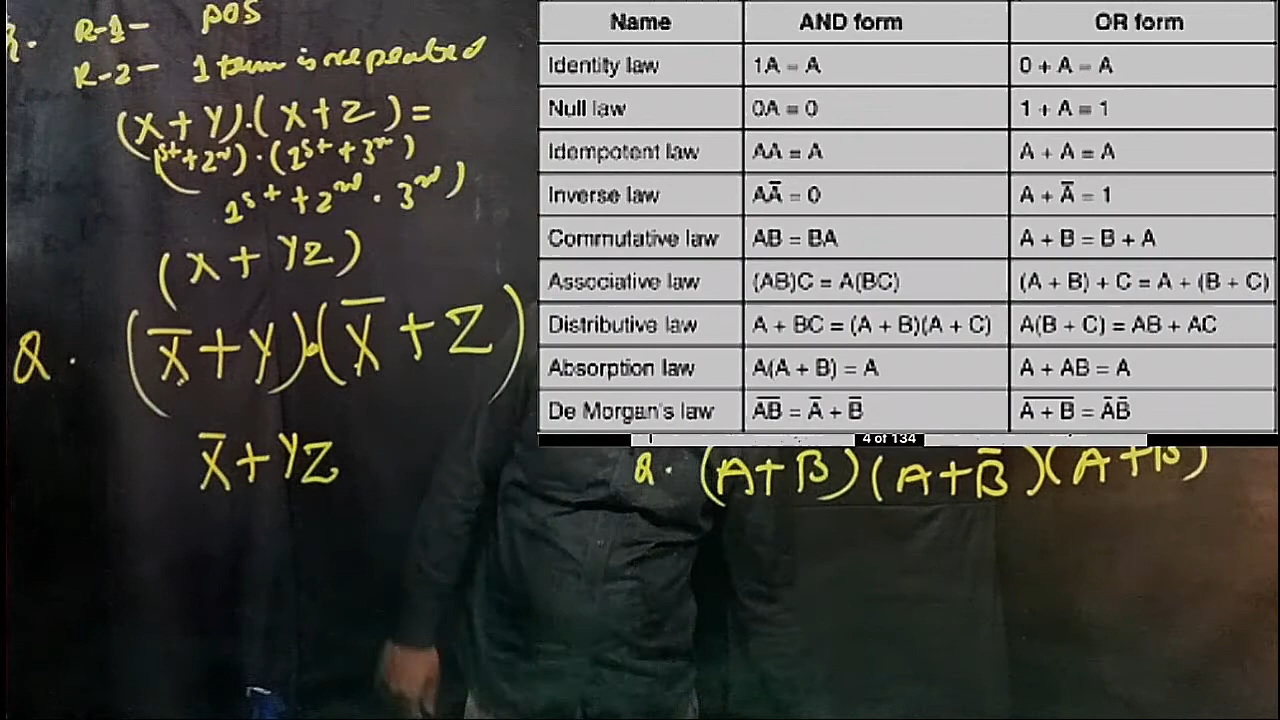 R-1- POS
R-2- 1 term is repeated
(X + Y).(X + Z) =
(1st + 2nd).(1st + 3rd)
1st + 2nd . 3rd)
(X + YZ)
Q. (X̅+Y).(X̅+Z)
X̅+YZ
Name AND form OR form
Identity law 1A = A 0 + A = A
Null law 0A = 0 1 + A = 1
Idempotent law AA = A A + A = A
Inverse law AA̅ = 0 A + A̅ = 1
Commutative law AB = BA A + B = B + A
Associative law (AB)C = A(BC) (A + B) + C = A + (B + C)
Distributive law A + BC = (A + B)(A + C) A(B + C) = AB + AC
Absorption law A(A + B) = A A + AB = A
De Morgan's law A̅B̅ = A̅ + B̅ A̅ ̅+̅ ̅B̅ = A̅B̅
4 of 134
Q. (A+B)(A+B̅)(A+B)